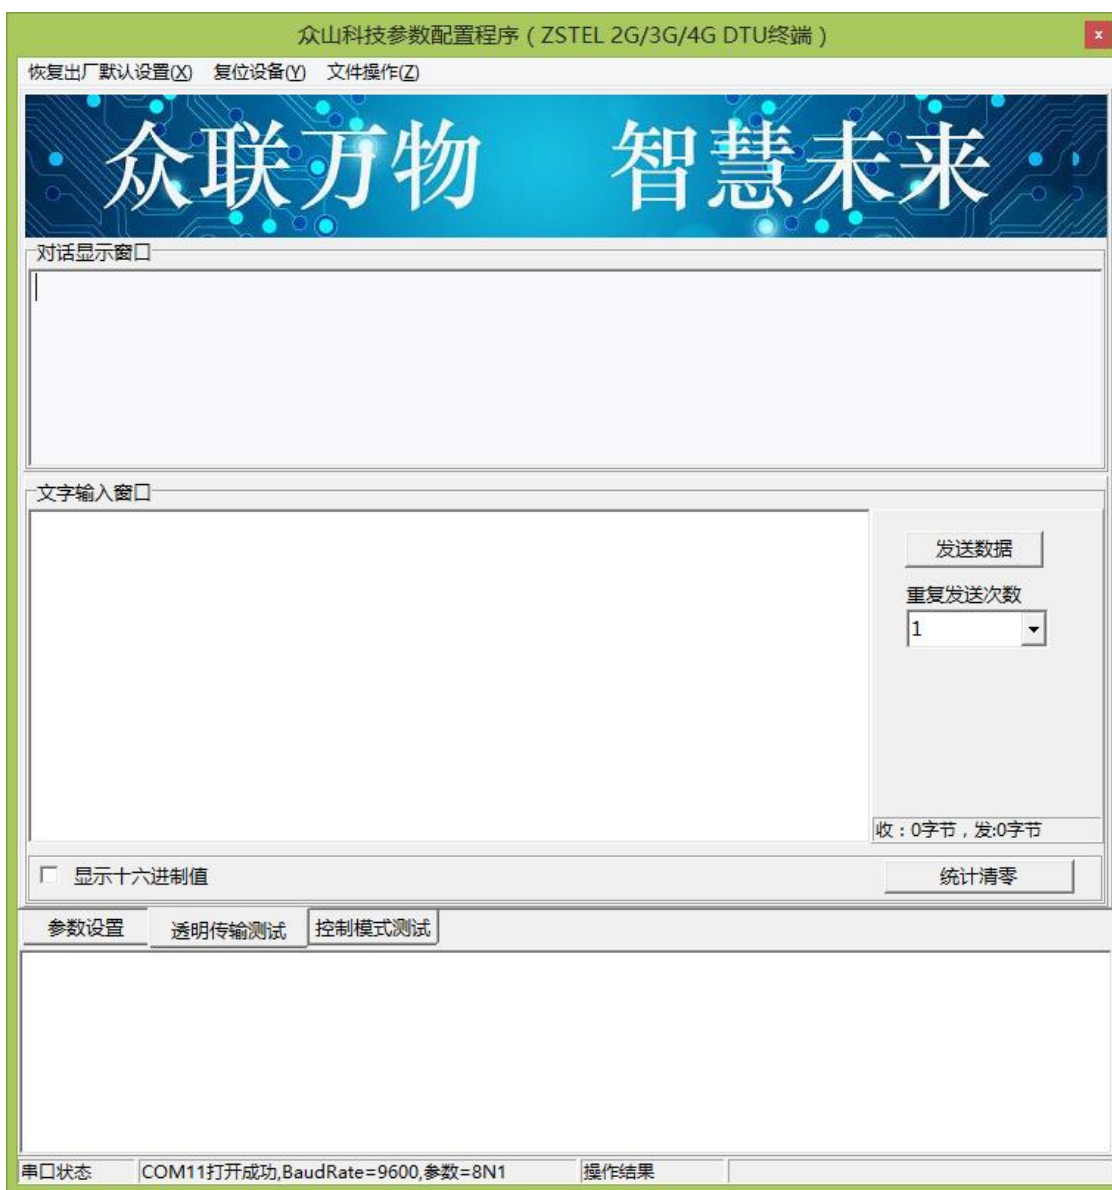 众山科技参数配置程序（ZSTEL 2G/3G/4G DTU终端）
x
恢复出厂默认设置(X) 复位设备(Y) 文件操作(Z)
众联万物 智慧未来
对话显示窗口
文字输入窗口
发送数据
重复发送次数
1
收：0字节，发:0字节
显示十六进制值 统计清零
参数设置 透明传输测试 控制模式测试
串口状态 COM11打开成功,BaudRate=9600,参数=8N1 操作结果